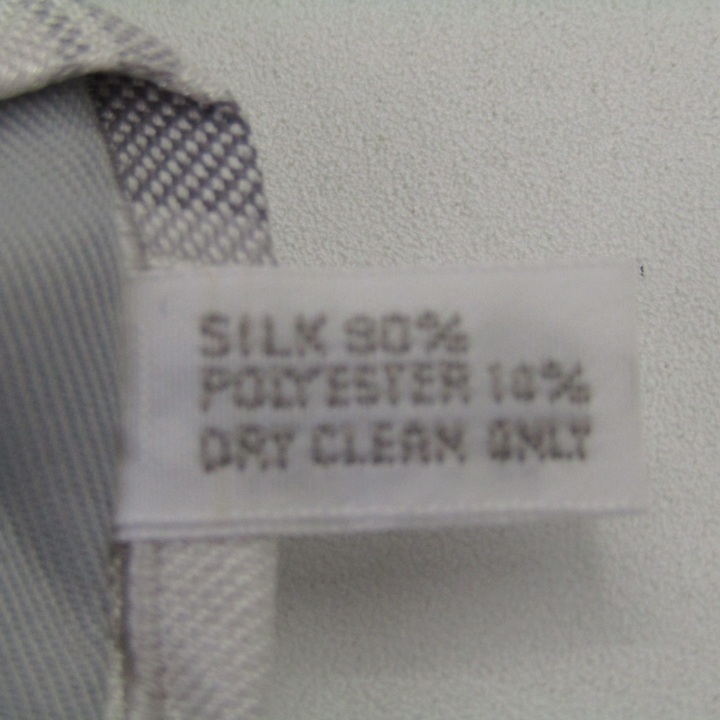 SILK 90%
POLYESTER 10%
DRY CLEAN ONLY